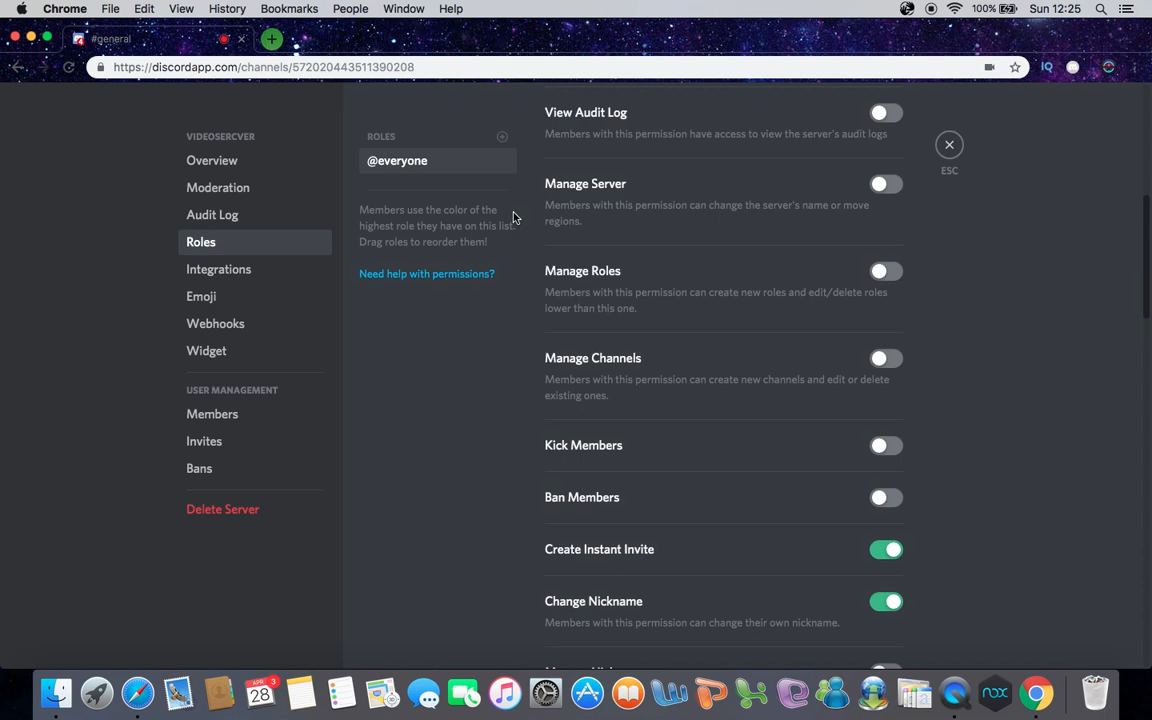 Chrome File Edit View History Bookmarks People Window Help 100% Sun 12:25
#general
https://discordapp.com/channels/572020443511390208 IQ
VIDEOSERCVER
Overview
Moderation
Audit Log
Roles
Integrations
Emoji
Webhooks
Widget
USER MANAGEMENT
Members
Invites
Bans
Delete Server
ROLES
@everyone
Members use the color of the
highest role they have on this list.
Drag roles to reorder them!
Need help with permissions?
View Audit Log
Members with this permission have access to view the server's audit logs
Manage Server
Members with this permission can change the server's name or move
regions.
Manage Roles
Members with this permission can create new roles and edit/delete roles
lower than this one.
Manage Channels
Members with this permission can create new channels and edit or delete
existing ones.
Kick Members
Ban Members
Create Instant Invite
Change Nickname
Members with this permission can change their own nickname.
ESC
APR 3
28
nox